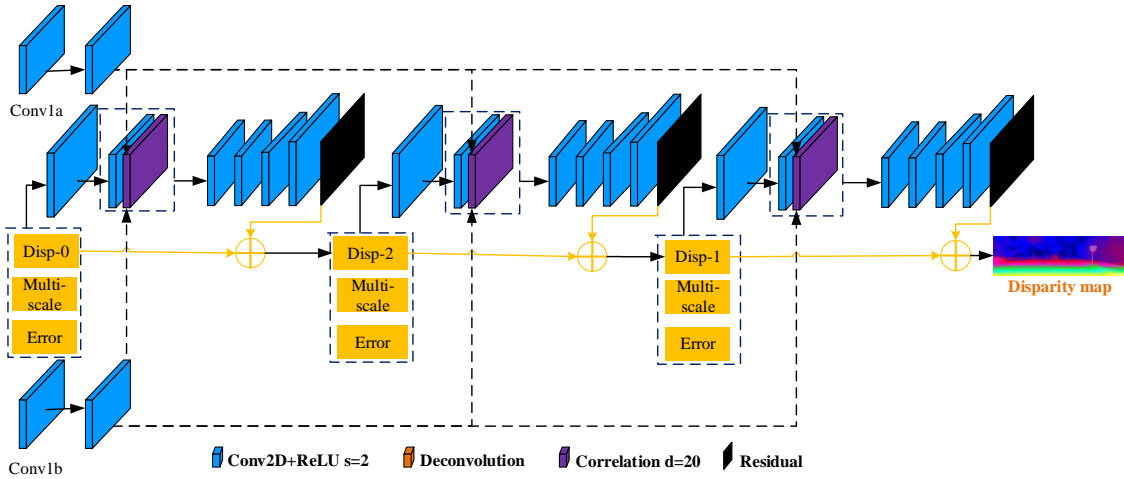 Conv1a
Disp-0
Multi-
scale
Error
Disp-2
Multi-
scale
Error
Disp-1
Multi-
scale
Error
Disparity map
Conv1b
Conv2D+ReLU s=2
Deconvolution
Correlation d=20
Residual